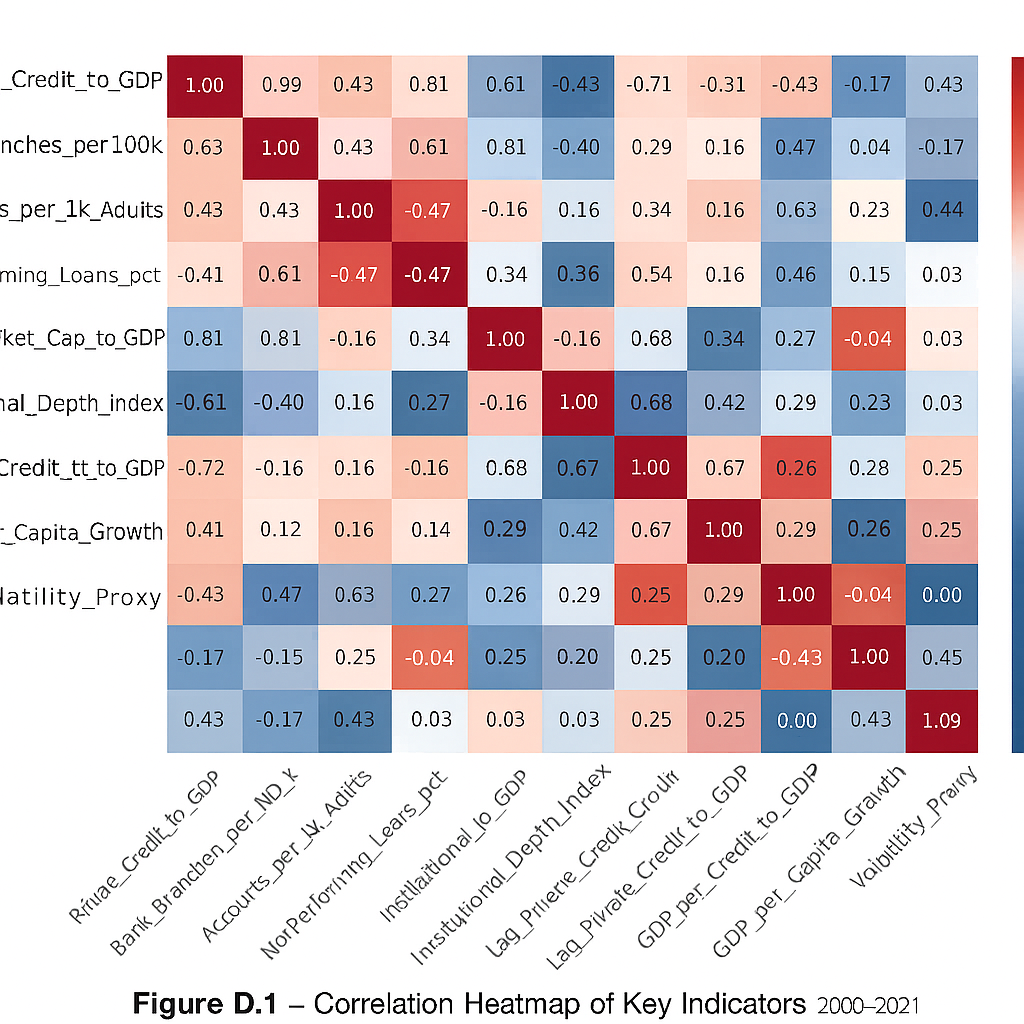 _Credit_to_GDP 1.00 0.99 0.43 0.81 0.61 -0.43 -0.71 -0.31 -0.43 -0.17 0.43
nches_per100k 0.63 1.00 0.43 0.61 0.81 -0.40 0.29 0.16 0.47 0.04 -0.17
s_per_1k_Aduits 0.43 0.43 1.00 -0.47 -0.16 0.16 0.34 0.16 0.63 0.23 0.44
ming_Loans_pct -0.41 0.61 -0.47 -0.47 0.34 0.36 0.54 0.16 0.46 0.15 0.03
ket_Cap_to_GDP 0.81 0.81 -0.16 0.34 1.00 -0.16 0.68 0.34 0.27 -0.04 0.03
nal_Depth_index -0.61 -0.40 0.16 0.27 -0.16 1.00 0.68 0.42 0.29 0.23 0.03
Credit_tt_to_GDP -0.72 -0.16 0.16 -0.16 0.68 0.67 1.00 0.67 0.26 0.28 0.25
r_Capita_Growth 0.41 0.12 0.16 0.14 0.29 0.42 0.67 1.00 0.29 0.26 0.25
latility_Proxy -0.43 0.47 0.63 0.27 0.26 0.29 0.25 0.29 1.00 -0.04 0.00
-0.17 -0.15 0.25 -0.04 0.25 0.20 0.25 0.20 -0.43 1.00 0.45
0.43 -0.17 0.43 0.03 0.03 0.03 0.25 0.25 0.00 0.43 1.09
Bank_Branchen_per_ND_k
Institutional_Depth_Index
Lag_Private_Credit_to_GDP
GDP_per_Credit_to_GDP
Figure D.1 – Correlation Heatmap of Key Indicators 2000–2021